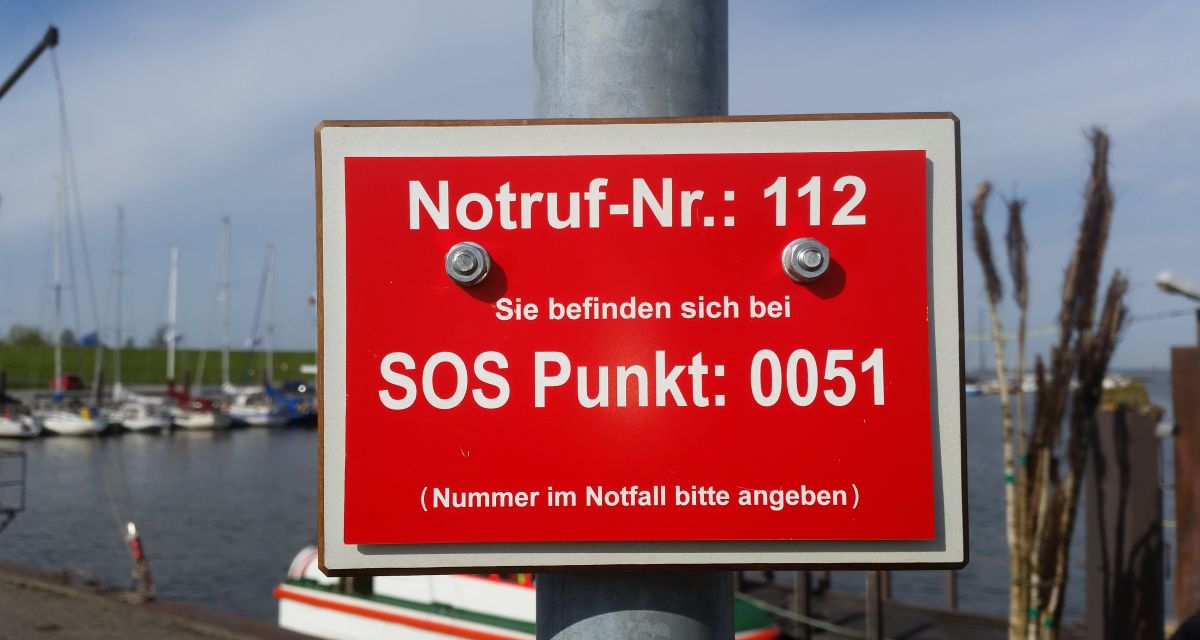 Notruf-Nr.: 112
Sie befinden sich bei
SOS Punkt: 0051
(Nummer im Notfall bitte angeben)